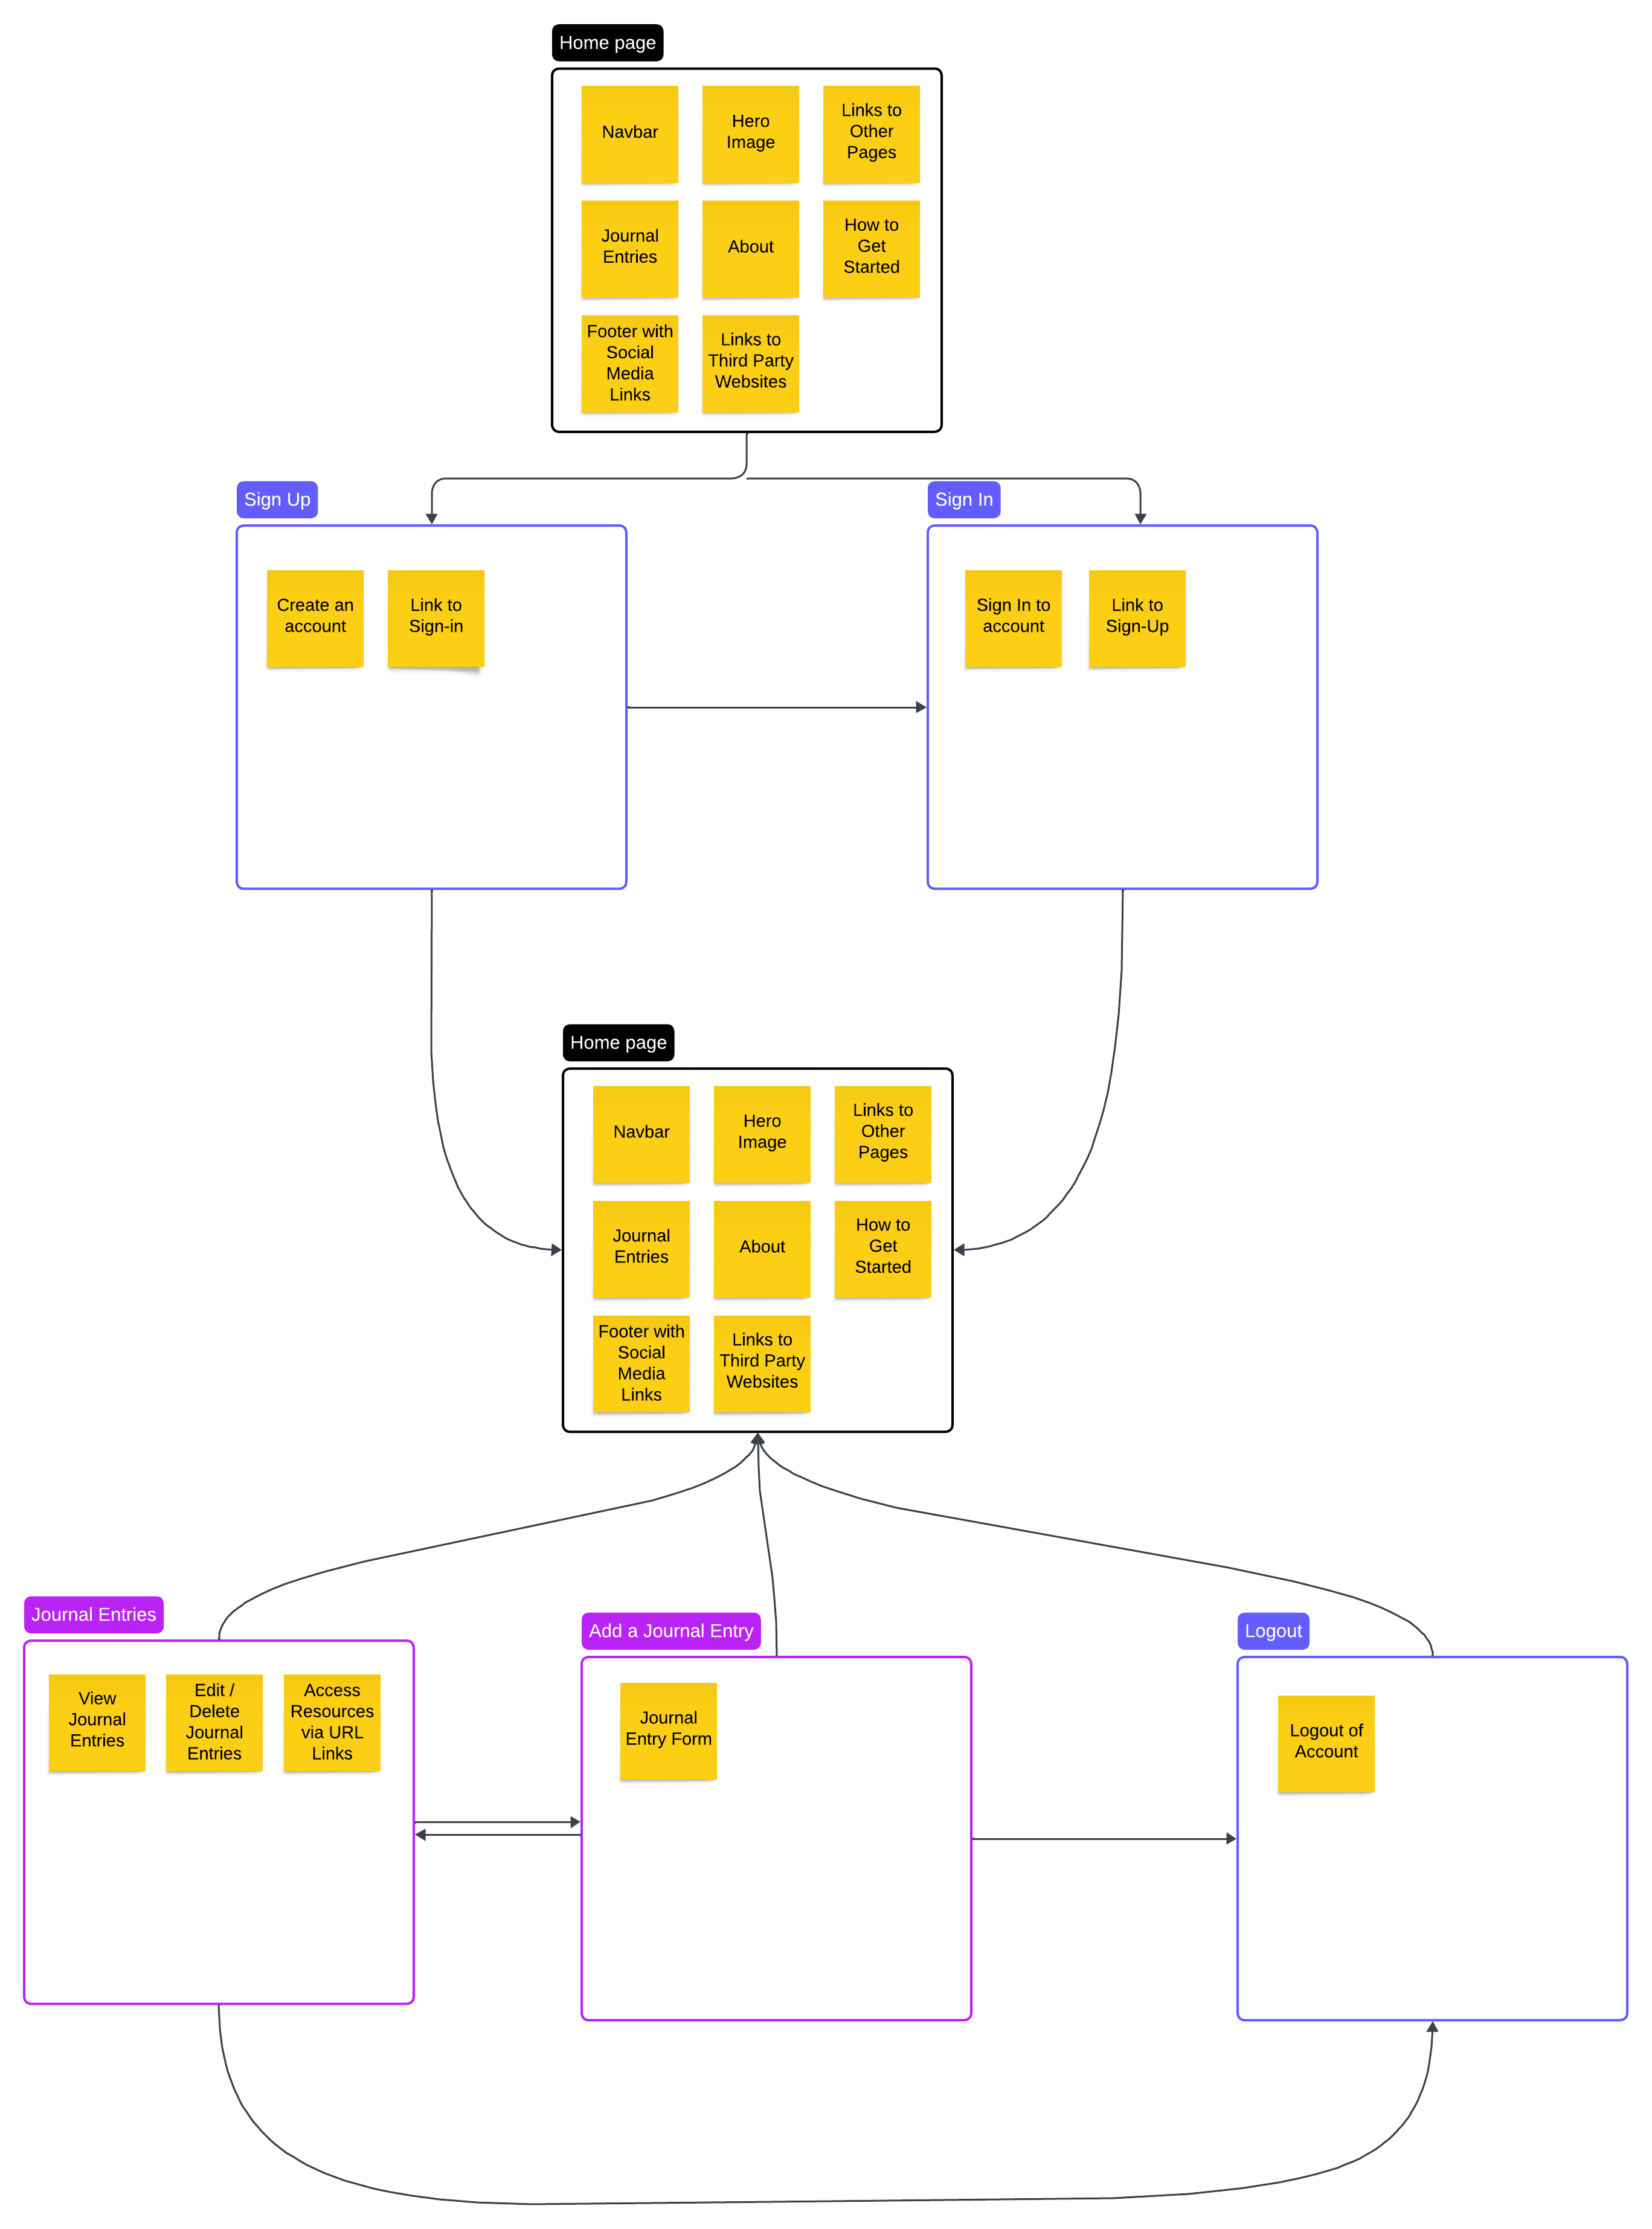 Home page
Navbar
Hero
Image
Links to
Other
Pages
Journal
Entries
About
How to
Get
Started
Footer with
Social
Media
Links
Links to
Third Party
Websites
Sign Up
Create an
account
Link to
Sign-in
Sign In
Sign In to
account
Link to
Sign-Up
Home page
Navbar
Hero
Image
Links to
Other
Pages
Journal
Entries
About
How to
Get
Started
Footer with
Social
Media
Links
Links to
Third Party
Websites
Journal Entries
View
Journal
Entries
Edit /
Delete
Journal
Entries
Access
Resources
via URL
Links
Add a Journal Entry
Journal
Entry Form
Logout
Logout of
Account